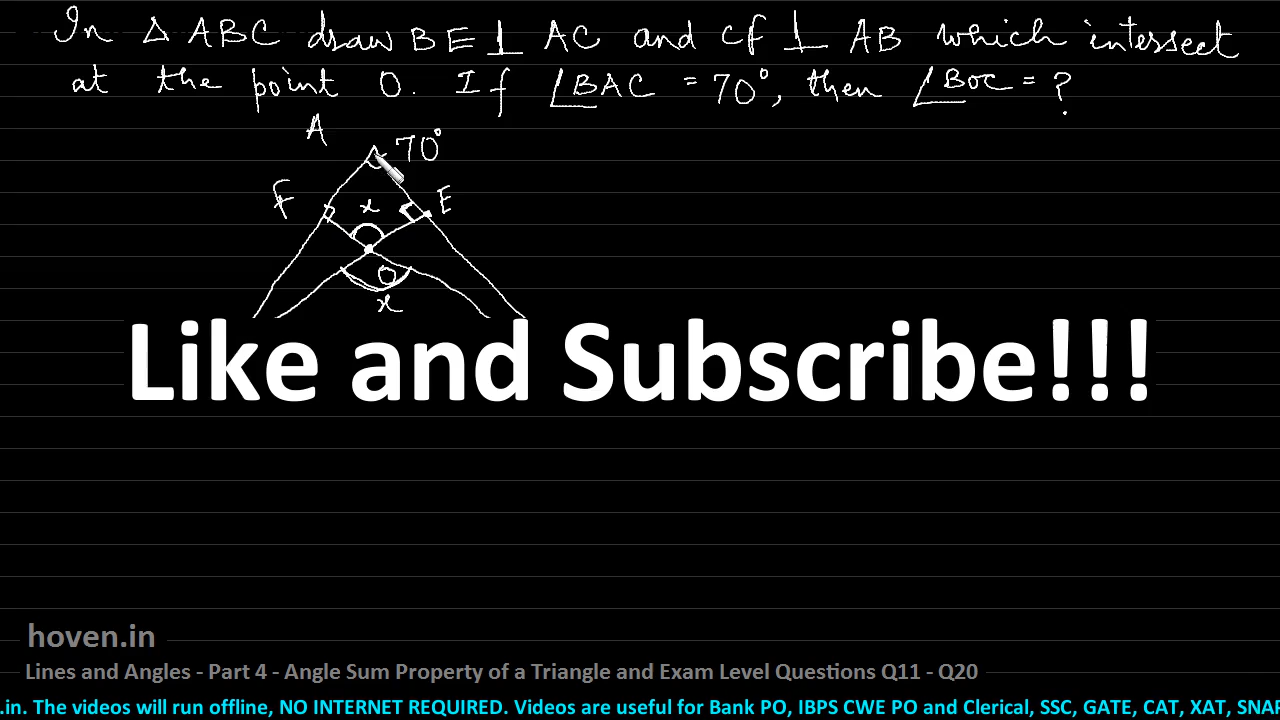 In △ ABC draw BE ⊥ AC and CF ⊥ AB which intersect
at the point O. If ∠BAC = 70°, then ∠BOC = ?
A
70°
F
x
E
O
x
Like and Subscribe!!!
hoven.in
Lines and Angles - Part 4 - Angle Sum Property of a Triangle and Exam Level Questions Q11 - Q20
.in. The videos will run offline, NO INTERNET REQUIRED. Videos are useful for Bank PO, IBPS CWE PO and Clerical, SSC, GATE, CAT, XAT, SNAP